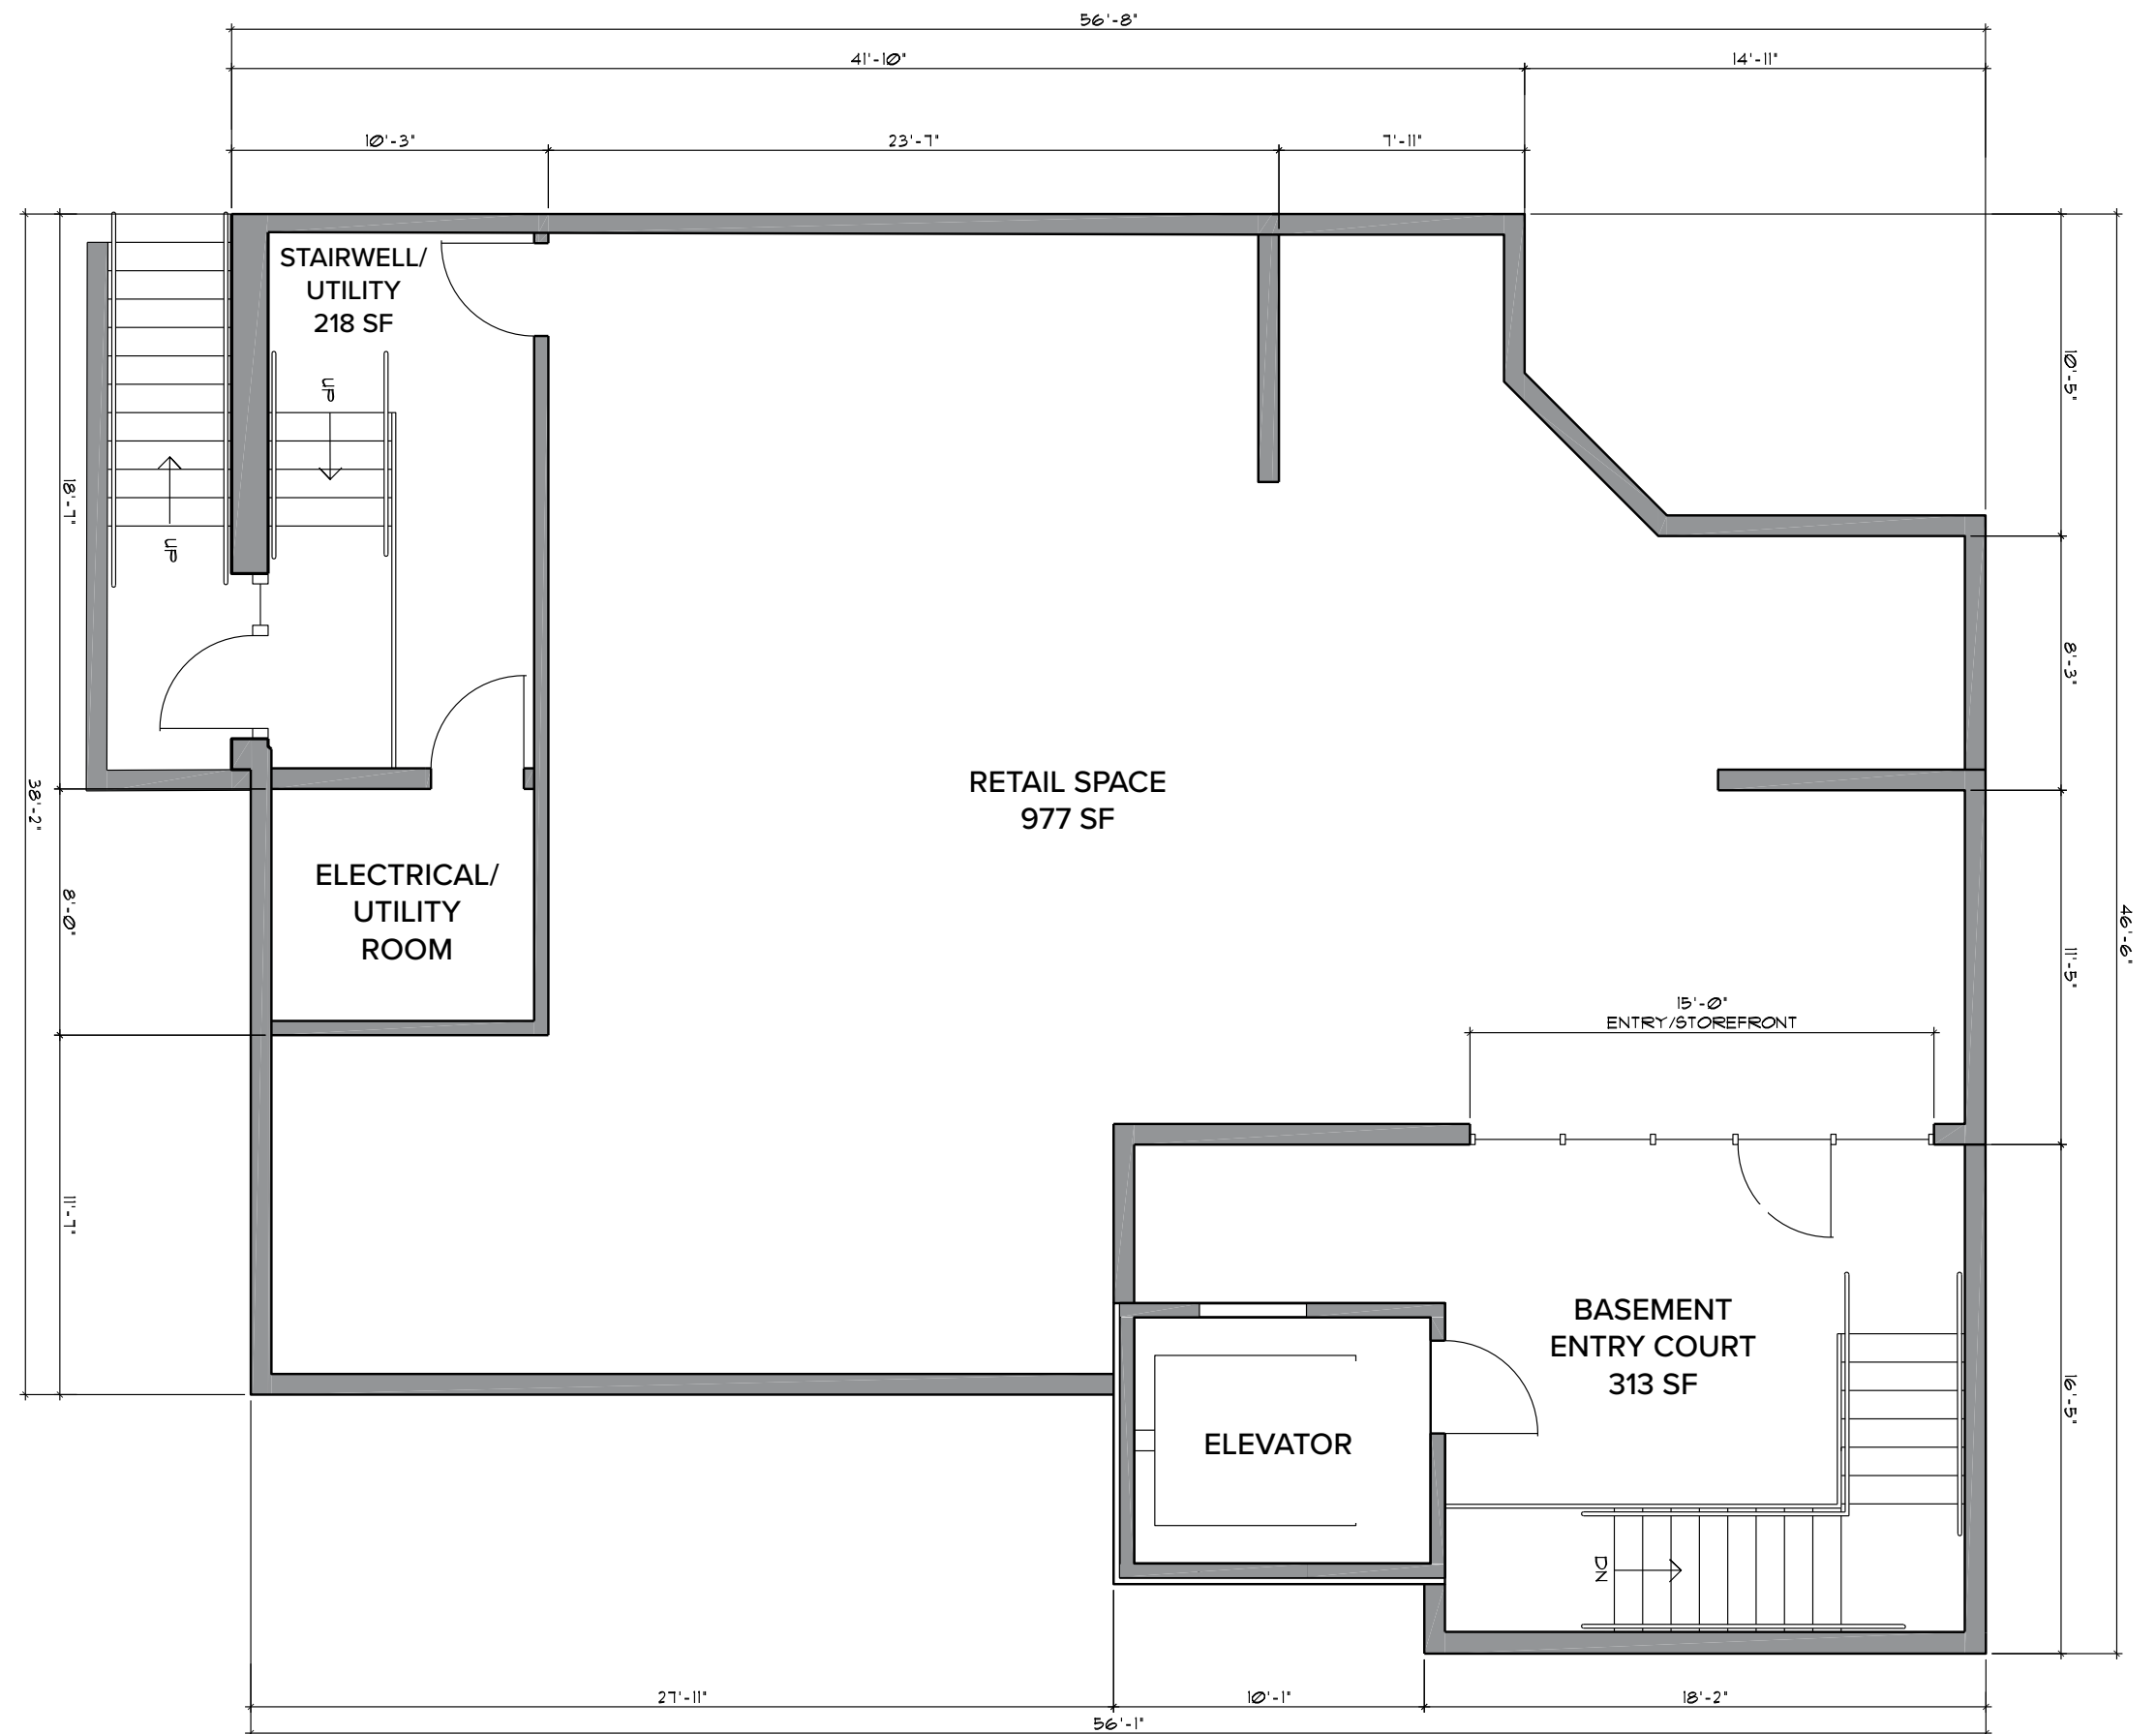 56'-8"
41'-10"
14'-11"
10'-3"
23'-7"
7'-11"
STAIRWELL/
UTILITY
218 SF
UP
UP
10'-5"
18'-7"
8'-3"
38'-2"
RETAIL SPACE
977 SF
ELECTRICAL/
UTILITY
ROOM
8'-0"
46'-6"
11'-5"
15'-0"
ENTRY/STOREFRONT
11'-7"
BASEMENT
ENTRY COURT
313 SF
16'-5"
ELEVATOR
DN
27'-11"
10'-1"
18'-2"
56'-1"